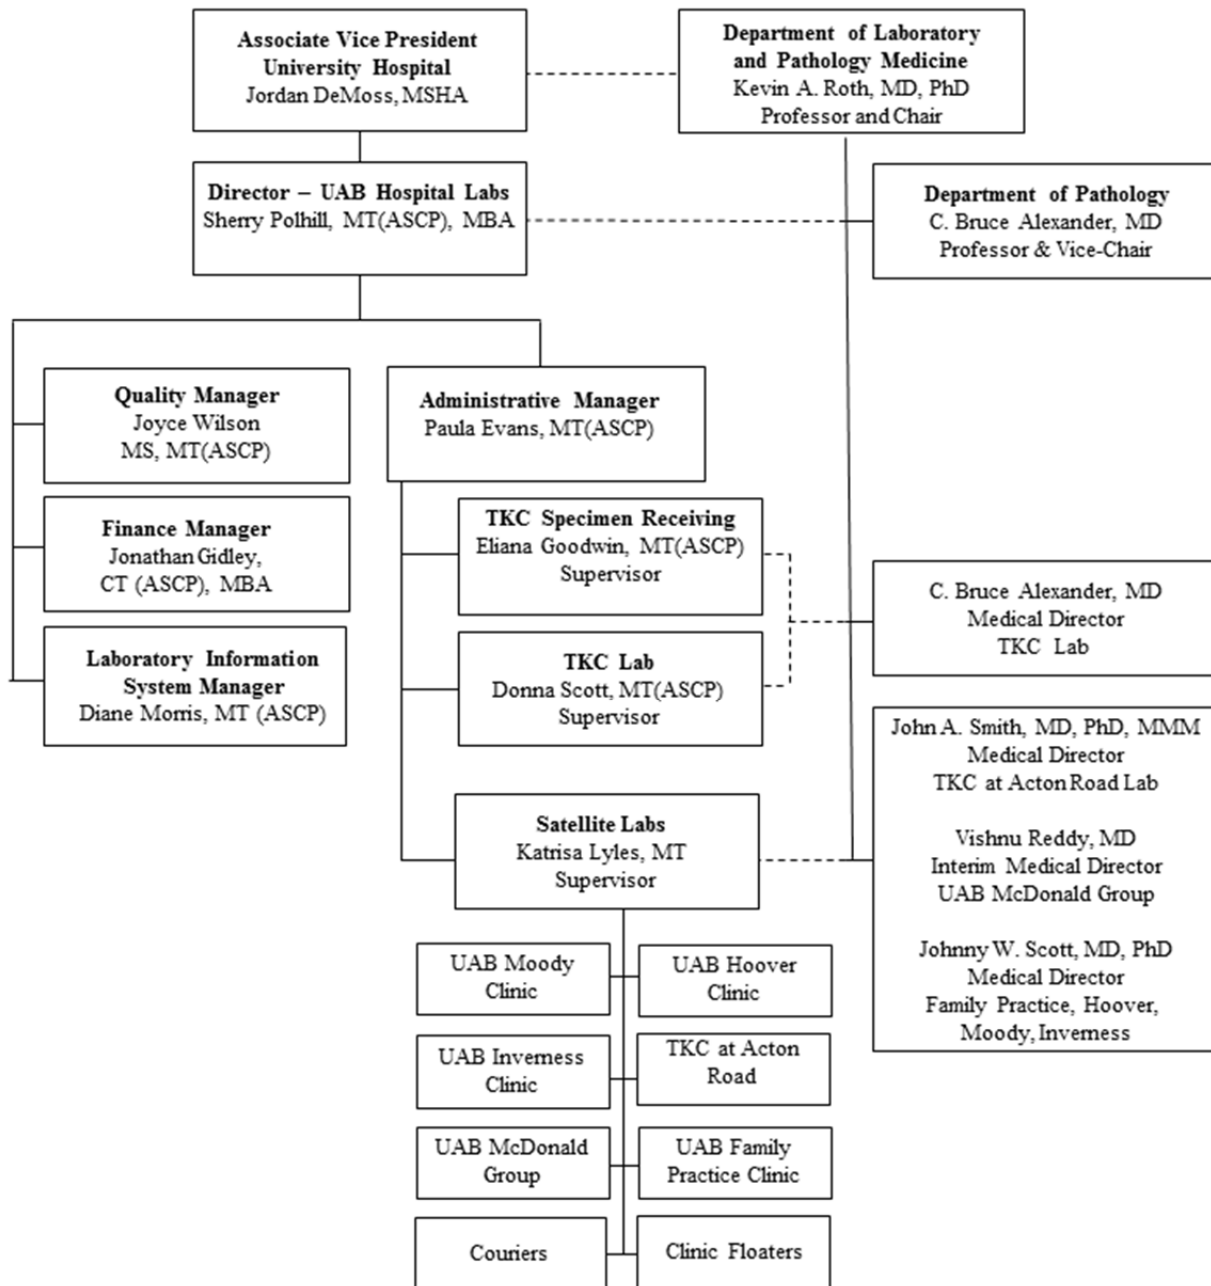 Associate Vice President
University Hospital
Jordan DeMoss, MSHA
Department of Laboratory
and Pathology Medicine
Kevin A. Roth, MD, PhD
Professor and Chair
Director – UAB Hospital Labs
Sherry Polhill, MT(ASCP), MBA
Department of Pathology
C. Bruce Alexander, MD
Professor & Vice-Chair
Quality Manager
Joyce Wilson
MS, MT(ASCP)
Administrative Manager
Paula Evans, MT(ASCP)
Finance Manager
Jonathan Gidley,
CT (ASCP), MBA
TKC Specimen Receiving
Eliana Goodwin, MT(ASCP)
Supervisor
C. Bruce Alexander, MD
Medical Director
TKC Lab
Laboratory Information
System Manager
Diane Morris, MT (ASCP)
TKC Lab
Donna Scott, MT(ASCP)
Supervisor
John A. Smith, MD, PhD, MMM
Medical Director
TKC at Acton Road Lab
Vishnu Reddy, MD
Interim Medical Director
UAB McDonald Group
Johnny W. Scott, MD, PhD
Medical Director
Family Practice, Hoover,
Moody, Inverness
Satellite Labs
Katrisa Lyles, MT
Supervisor
UAB Moody
Clinic
UAB Hoover
Clinic
UAB Inverness
Clinic
TKC at Acton
Road
UAB McDonald
Group
UAB Family
Practice Clinic
Couriers
Clinic Floaters